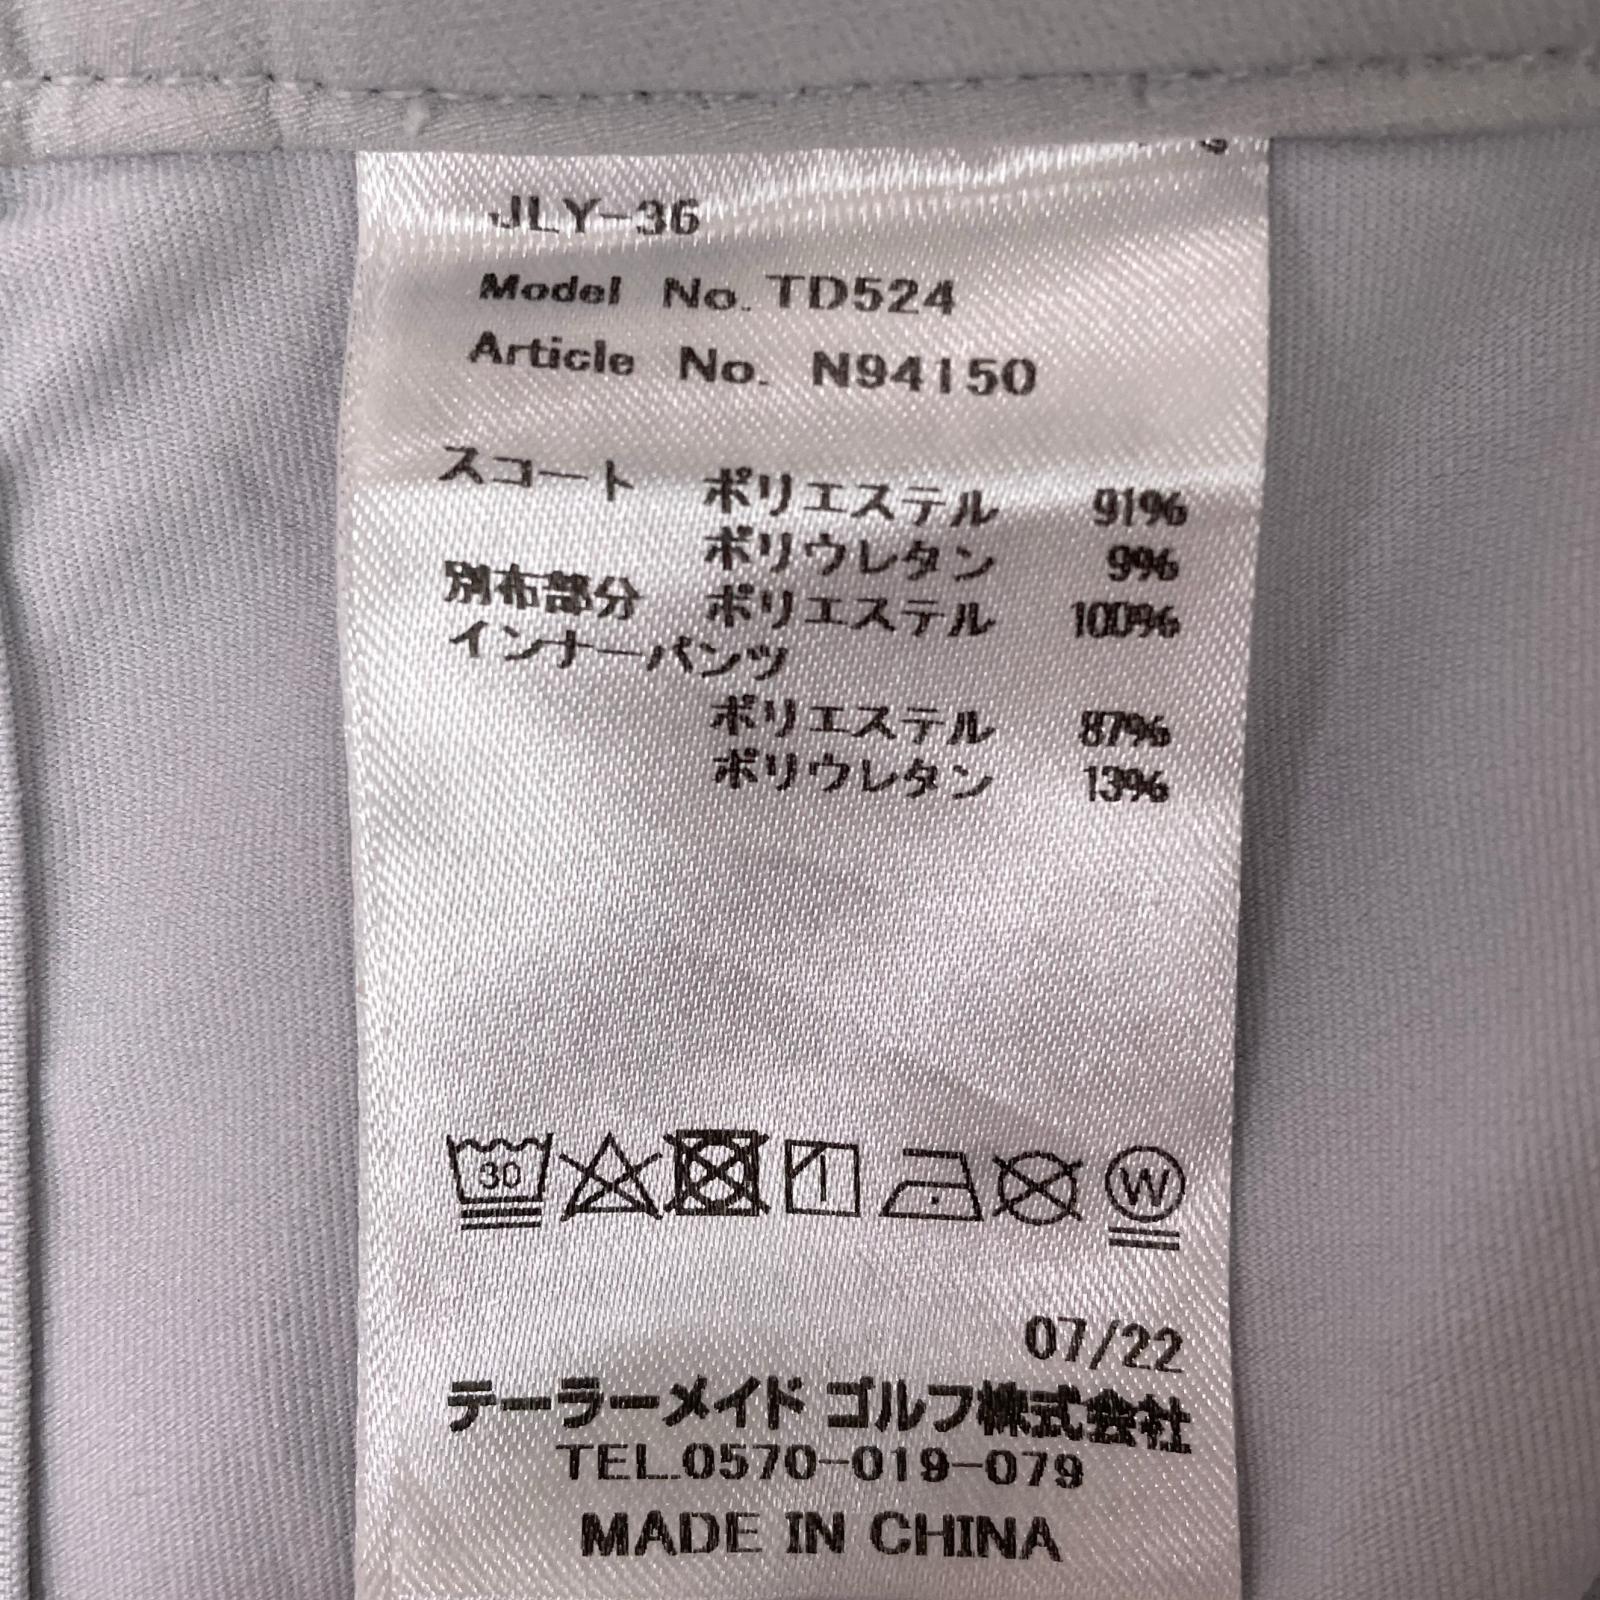 JLY-36
Model No. TD524
Article No. N94150
スコート ポリエステル 91%
ポリウレタン 9%
別布部分 ポリエステル 100%
インナーパンツ
ポリエステル 87%
ポリウレタン 13%
30
W
07/22
テーラーメイド ゴルフ株式会社
TEL.0570-019-079
MADE IN CHINA